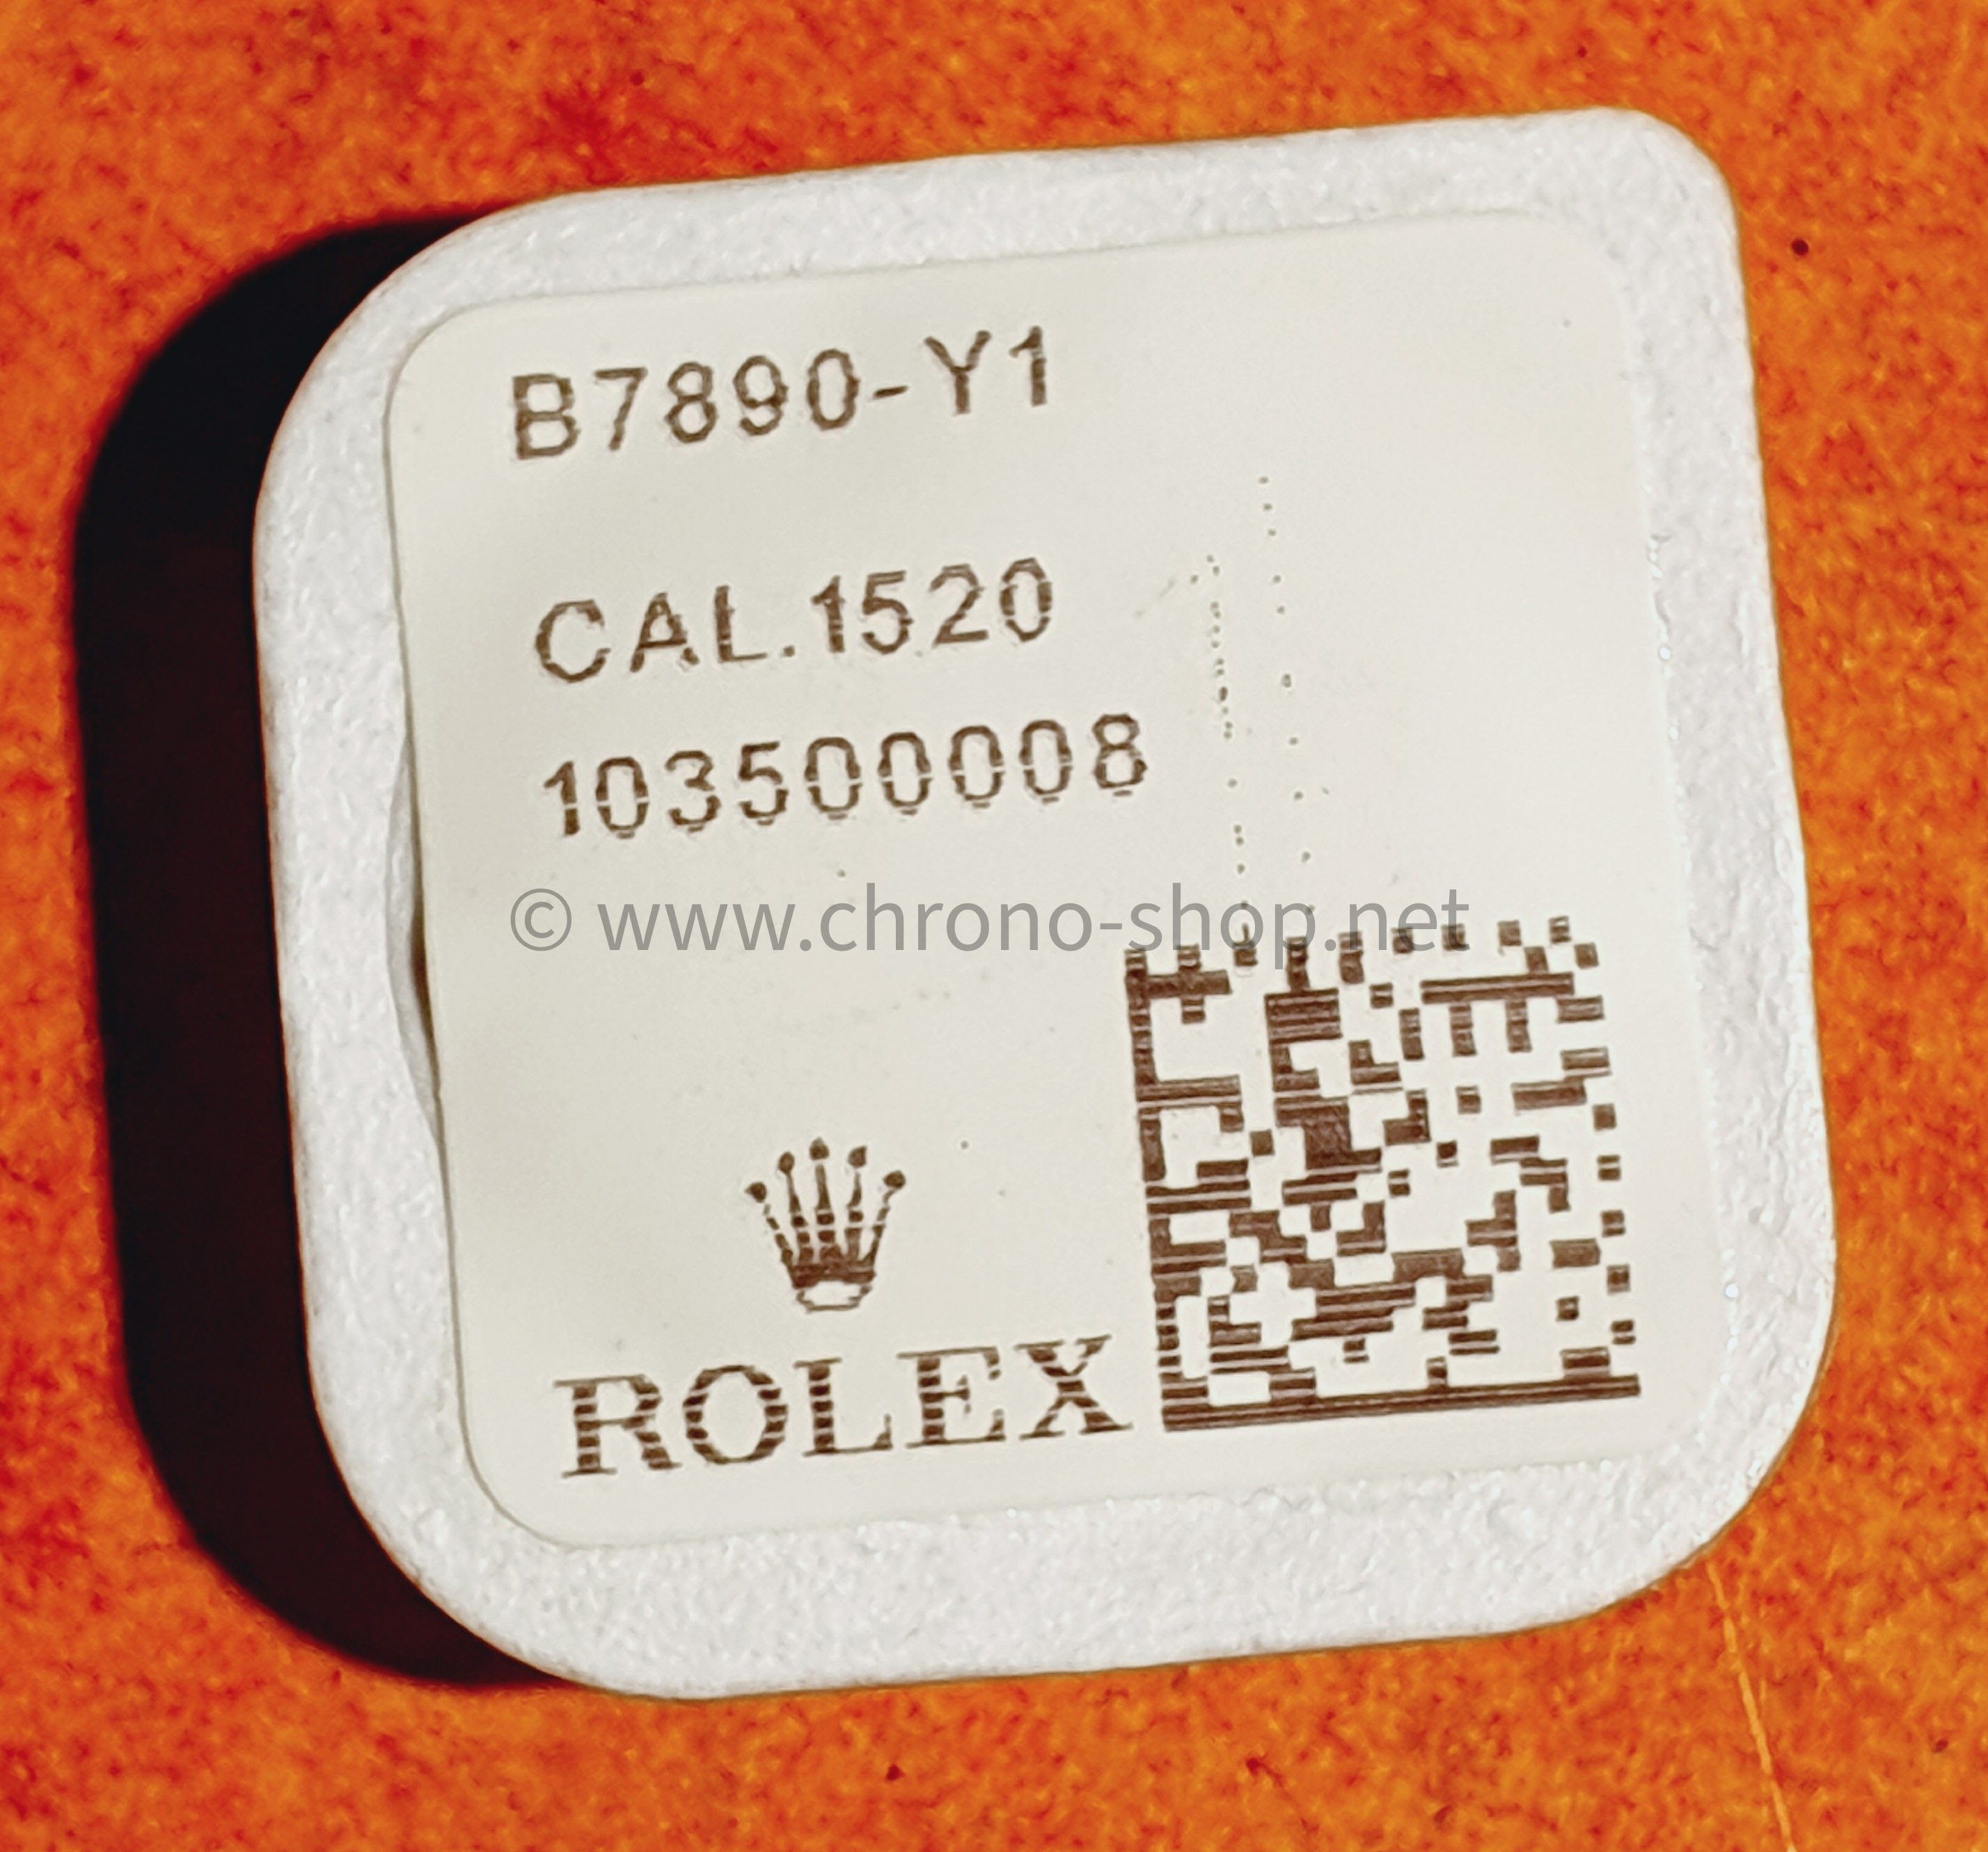 B7890-Y1
CAL.1520
103500008
© www.chrono-shop.net
ROLEX